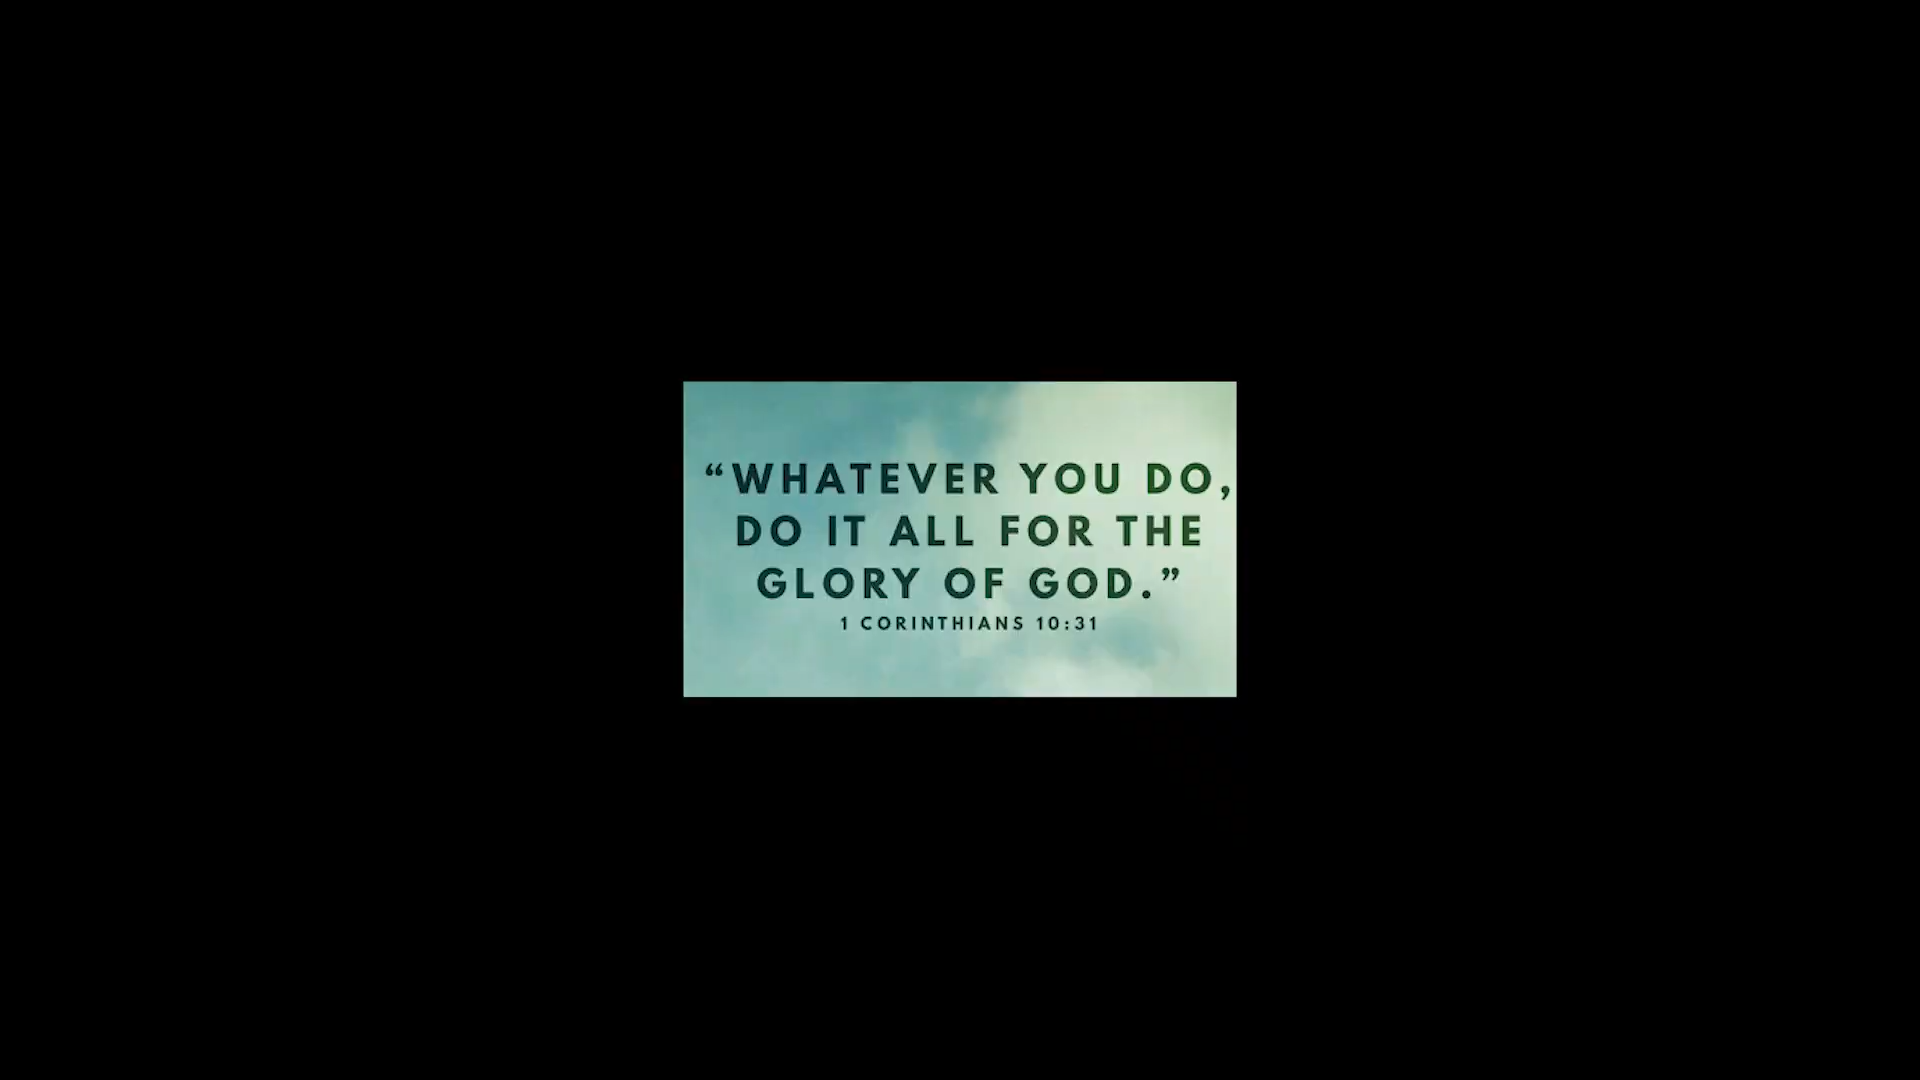 “WHATEVER YOU DO,
DO IT ALL FOR THE
GLORY OF GOD.”
1 CORINTHIANS 10:31